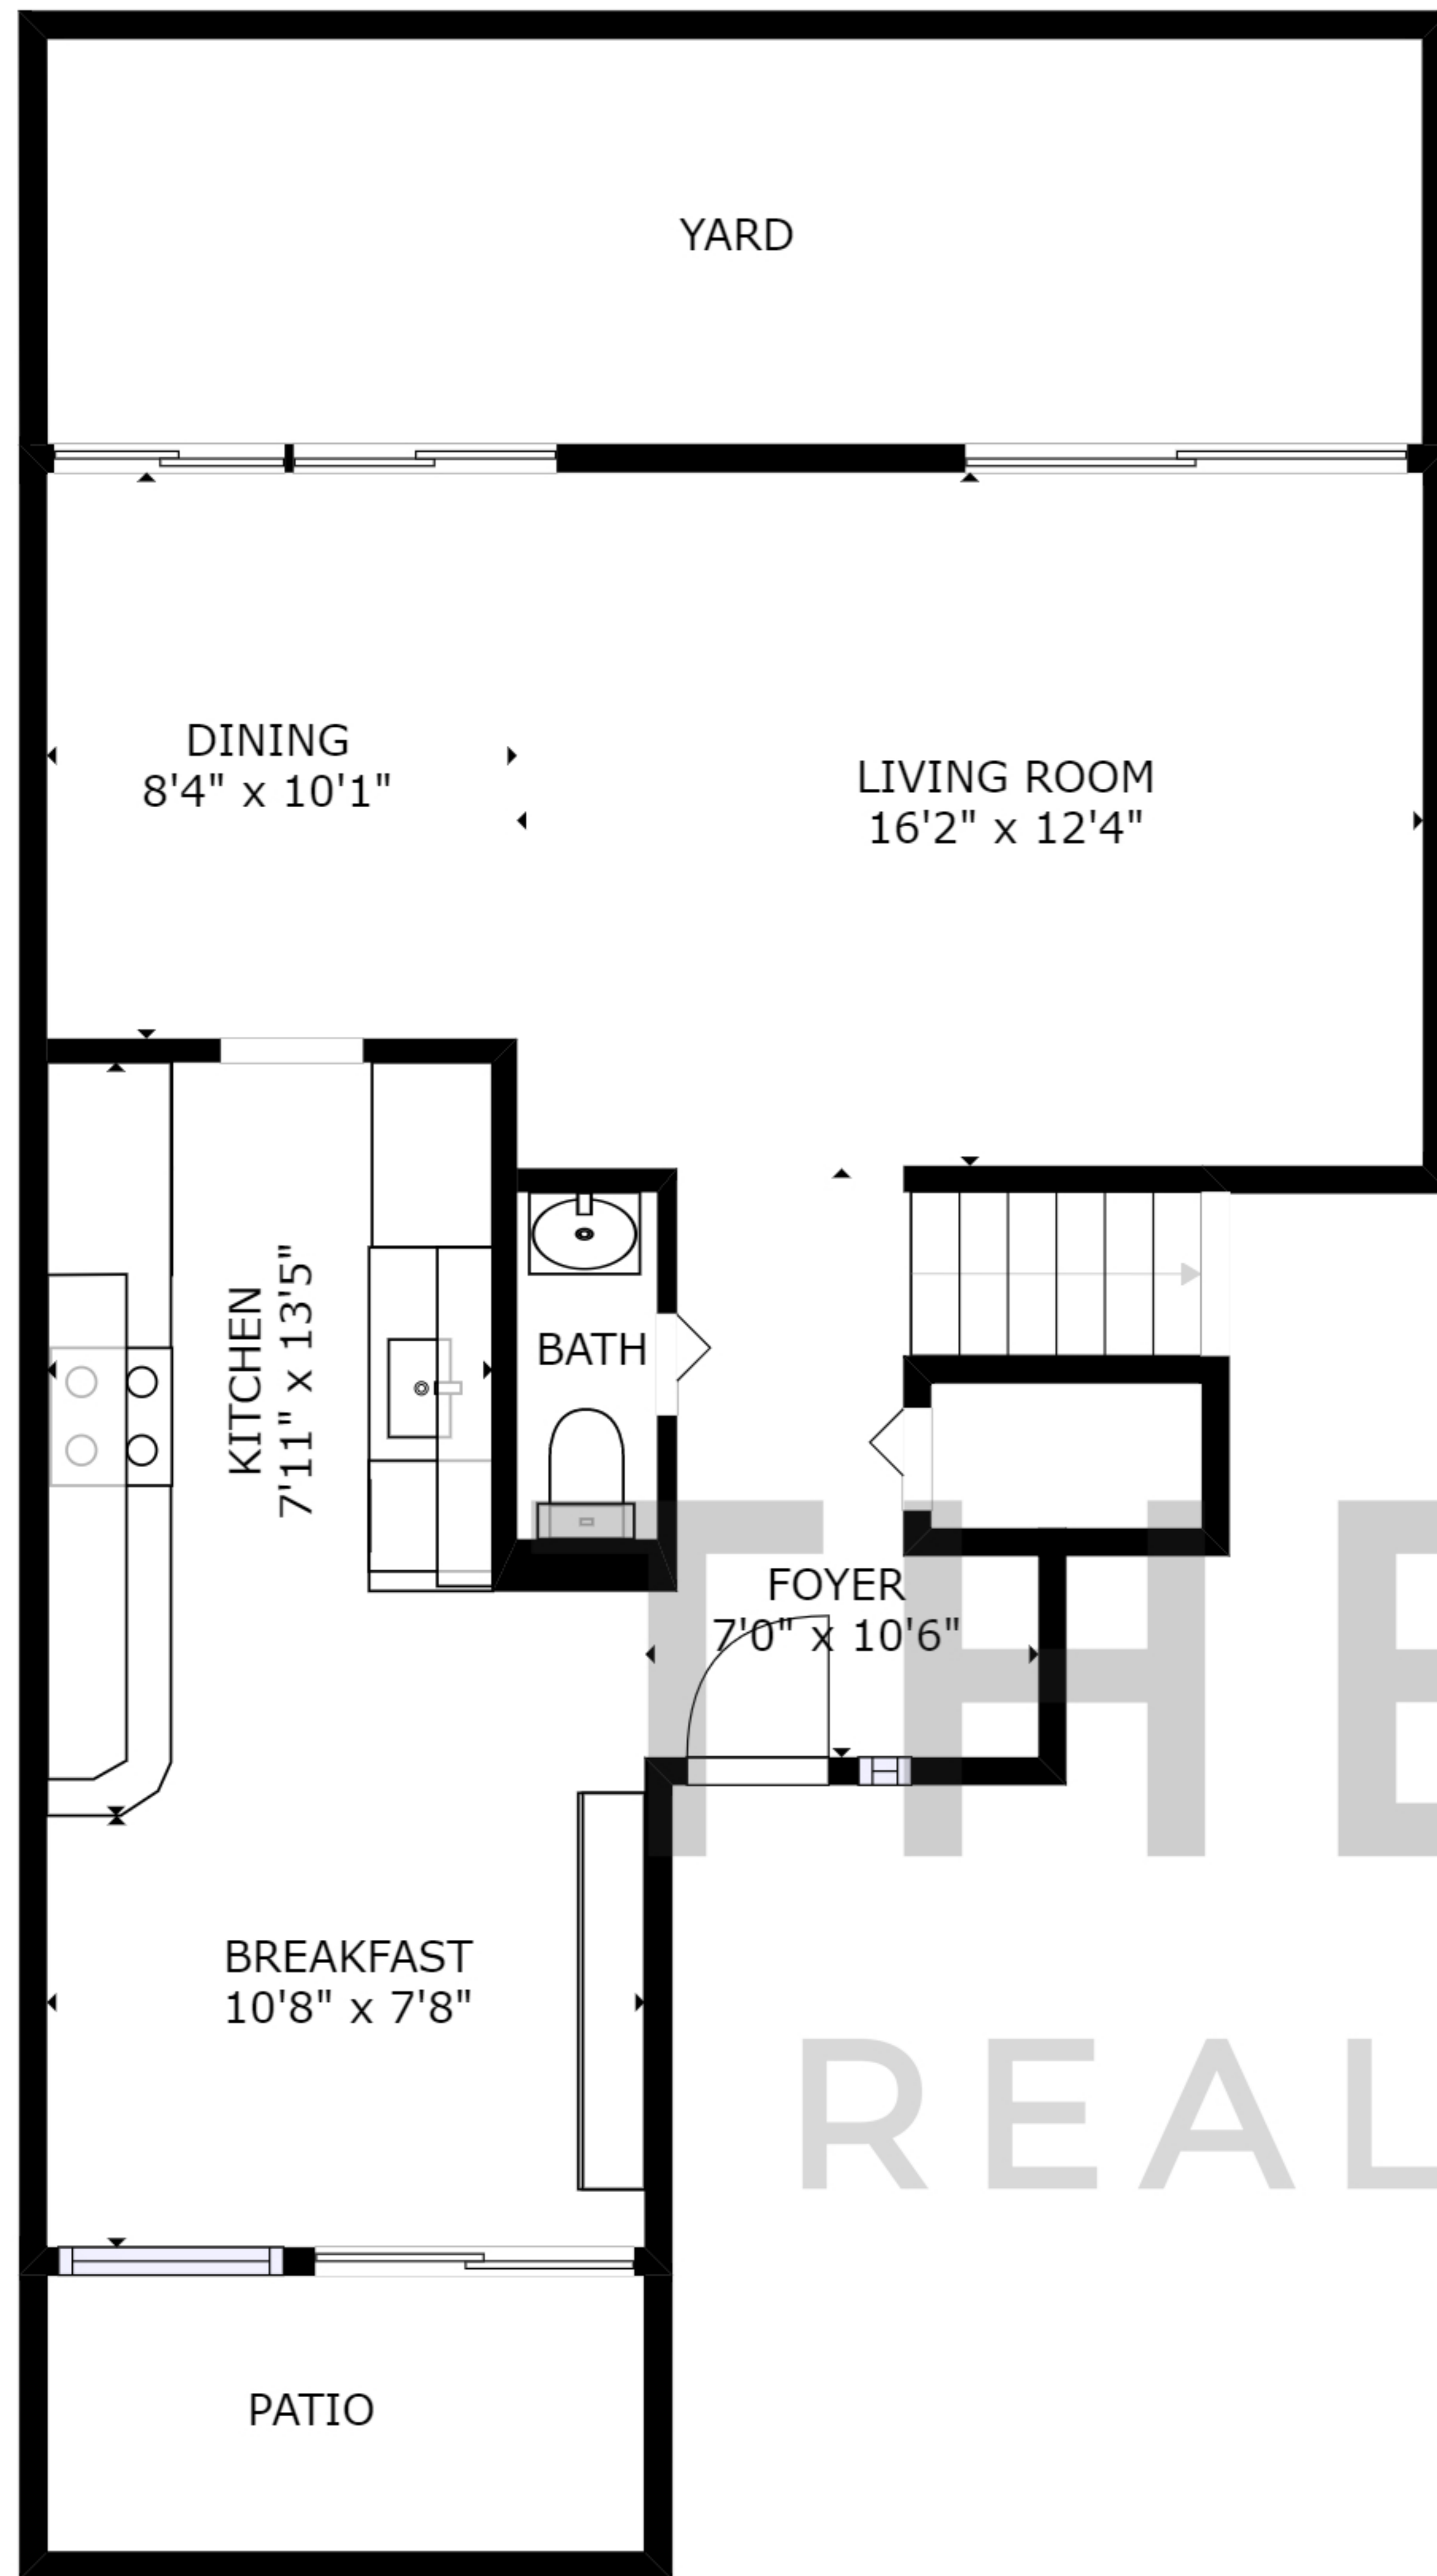 YARD
DINING
8'4" x 10'1"
LIVING ROOM
16'2" x 12'4"
KITCHEN
7'11" x 13'5"
BATH
FOYER
7'0" x 10'6"
THE
BREAKFAST
10'8" x 7'8"
REAL
PATIO